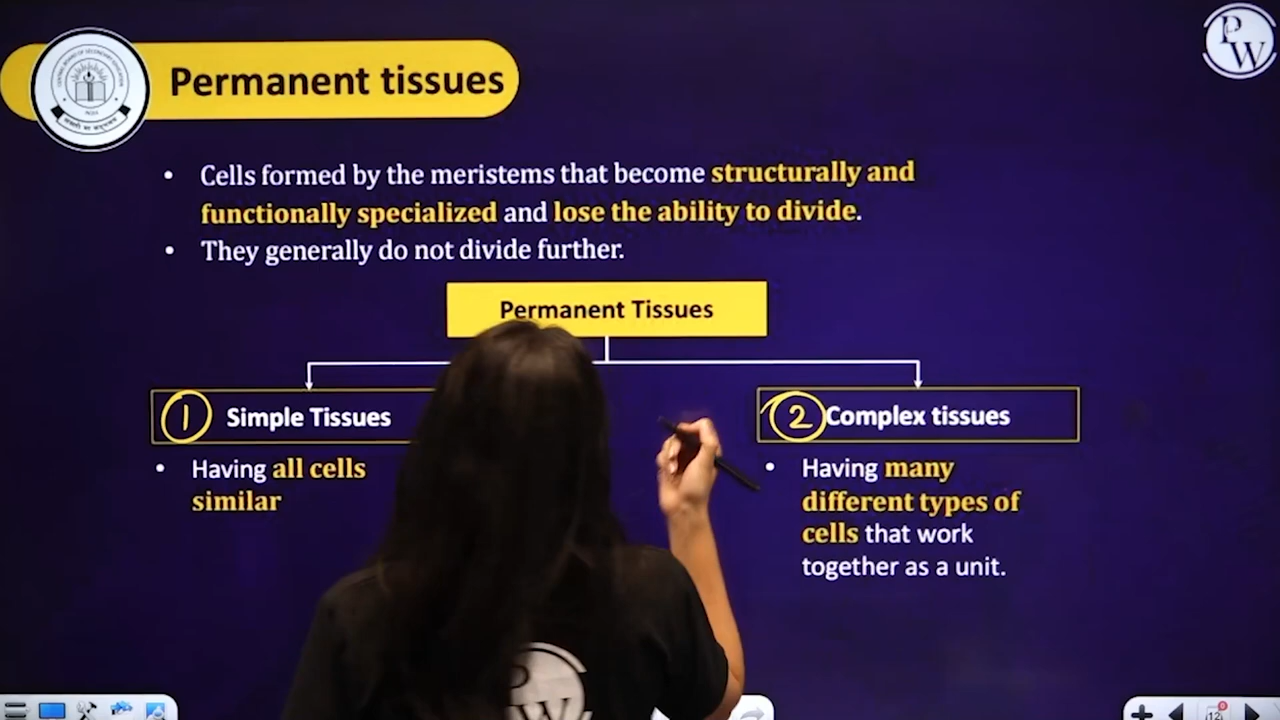 Permanent tissues
PW
• Cells formed by the meristems that become structurally and
functionally specialized and lose the ability to divide.
• They generally do not divide further.
Permanent Tissues
1 Simple Tissues
2 Complex tissues
• Having all cells
similar
• Having many
different types of
cells that work
together as a unit.
PW